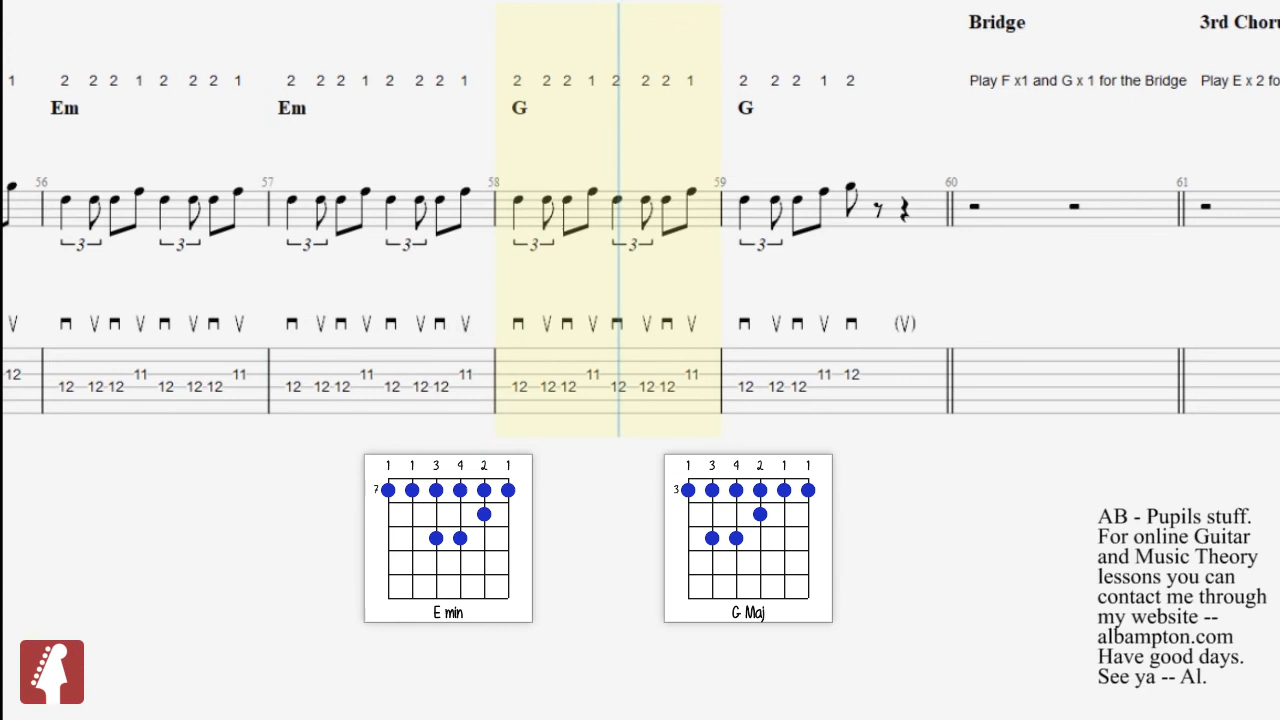 Bridge 3rd Choru
1 2 2 2 1 2 2 2 1 2 2 2 1 2 2 2 1 2 2 2 1 2 2 2 1 2 2 2 1 2 Play F x1 and G x 1 for the Bridge Play E x 2 fo
Em Em G G
56 57 58 59 60 61
3 3 3 3 3 3 3
V V V V V V V V V V V V V V V (V)
12 11 11 11 11 11 11 11 12
12 12 12 12 12 12 12 12 12 12 12 12 12 12 12 12 12 12 12 12 12
1 1 3 4 2 1 1 3 4 2 1 1
7 3
E min G Maj
AB - Pupils stuff.
For online Guitar
and Music Theory
lessons you can
contact me through
my website --
albampton.com
Have good days.
See ya -- Al.